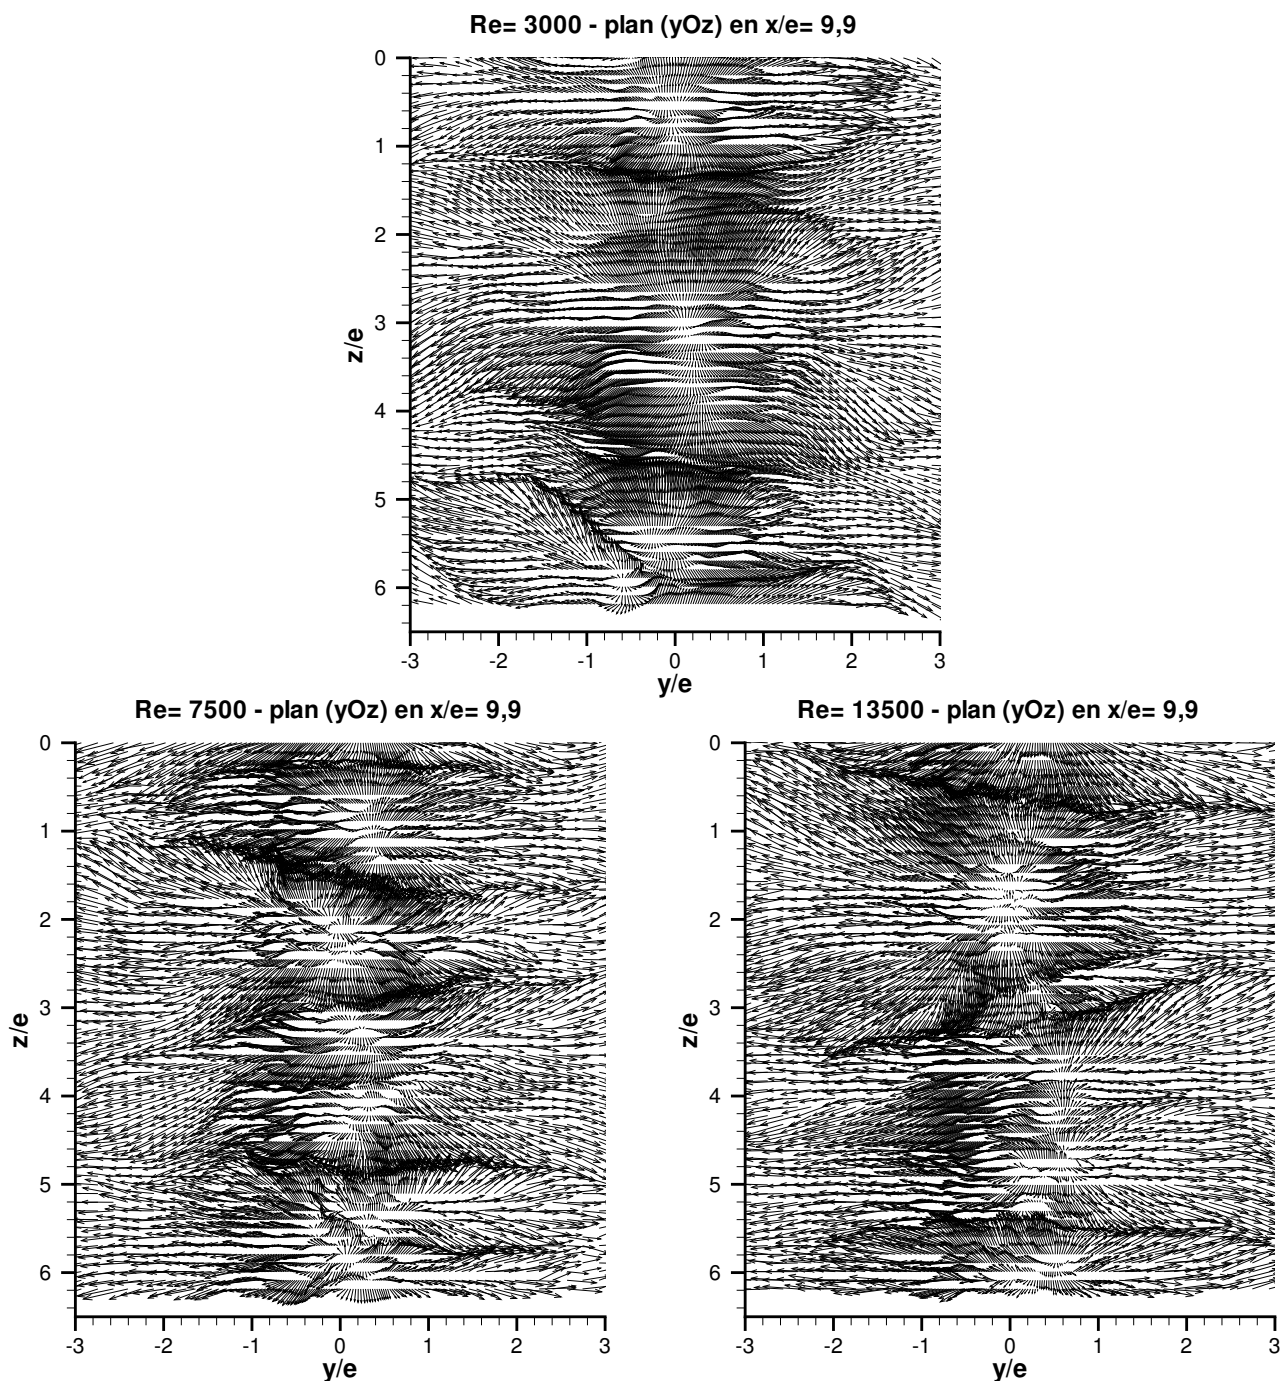 Re= 3000 - plan (yOz) en x/e= 9,9
0
1
2
3
4
5
6
z/e
-3 -2 -1 0 1 2 3
y/e
Re= 7500 - plan (yOz) en x/e= 9,9
0
1
2
3
4
5
6
z/e
-3 -2 -1 0 1 2 3
y/e
Re= 13500 - plan (yOz) en x/e= 9,9
0
1
2
3
4
5
6
z/e
-3 -2 -1 0 1 2 3
y/e